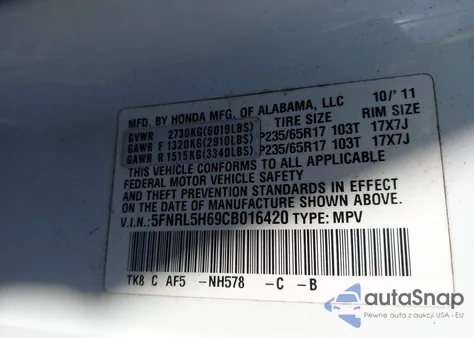 MFD. BY HONDA MFG. OF ALABAMA, LLC 10/'11
TIRE SIZE RIM SIZE
GVWR 2730KG(6019LBS)
GAWR F 1320KG(2910LBS) P235/65R17 103T 17X7J
GAWR R 1515KG(3340LBS) P235/65R17 103T 17X7J
THIS VEHICLE CONFORMS TO ALL APPLICABLE
FEDERAL MOTOR VEHICLE SAFETY
AND THEFT PREVENTION STANDARDS IN EFFECT
ON THE DATE OF MANUFACTURE SHOWN ABOVE.
V.I.N.: 5FNRL5H69CB016420 TYPE: MPV
TK8 C AF5 -NH578 -C -B
autoSnap
Pewne auta z aukcji USA i EU